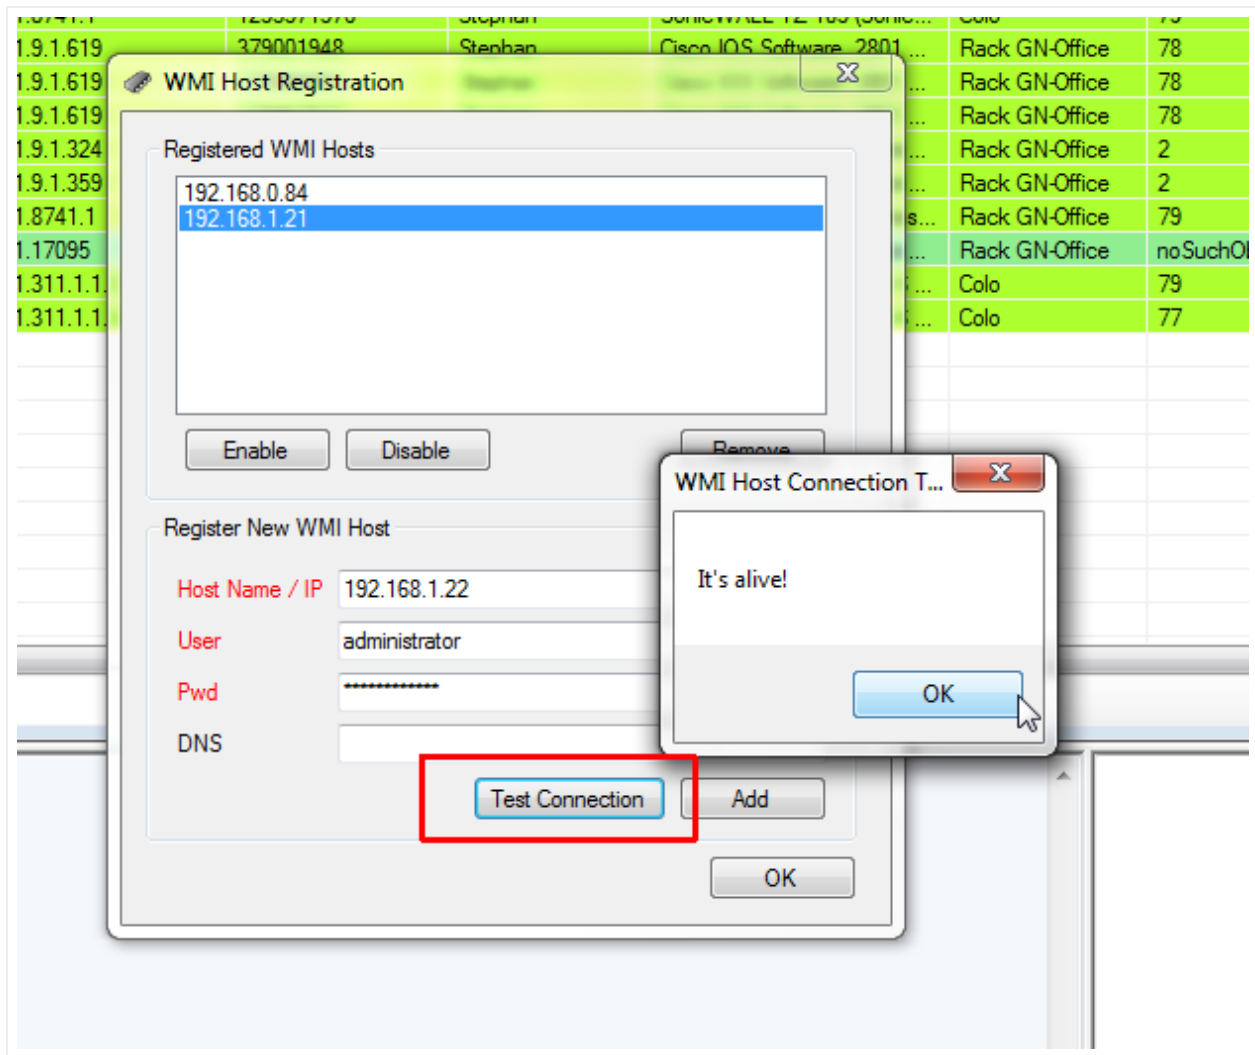 1.9.1.619 379001948 Stephan Cisco IOS Software, 2801 ... Rack GN-Office 78
1.9.1.619 ... Rack GN-Office 78
1.9.1.619 ... Rack GN-Office 78
1.9.1.324 ... Rack GN-Office 2
1.9.1.359 ... Rack GN-Office 2
1.8741.1 s... Rack GN-Office 79
1.17095 ... Rack GN-Office noSuchOb
1.311.1.1. ... Colo 79
1.311.1.1. ... Colo 77
WMI Host Registration
Registered WMI Hosts
192.168.0.84
192.168.1.21
Enable Disable Remove
WMI Host Connection T...
It's alive!
OK
Register New WMI Host
Host Name / IP 192.168.1.22
User administrator
Pwd ************
DNS
Test Connection Add
OK